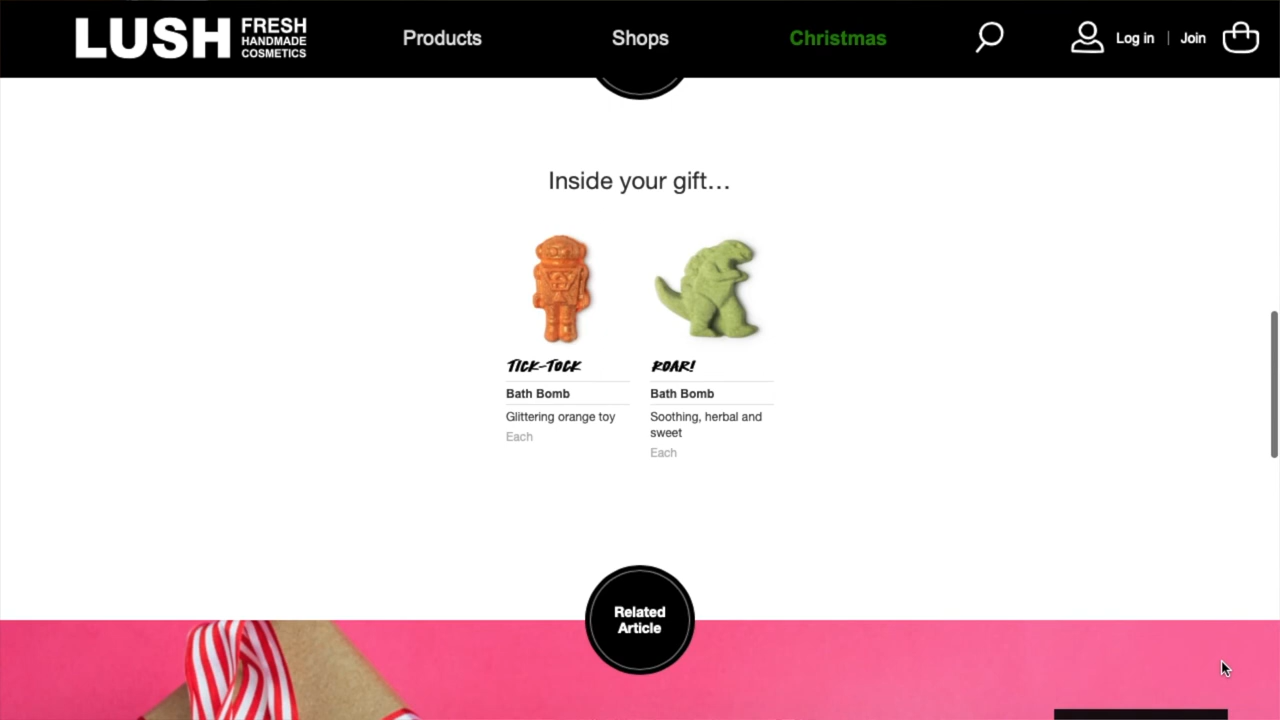 LUSH FRESH HANDMADE COSMETICS
Products
Shops
Christmas
Log in | Join
Inside your gift...
TICK-TOCK
Bath Bomb
Glittering orange toy
Each
ROAR!
Bath Bomb
Soothing, herbal and
sweet
Each
Related
Article